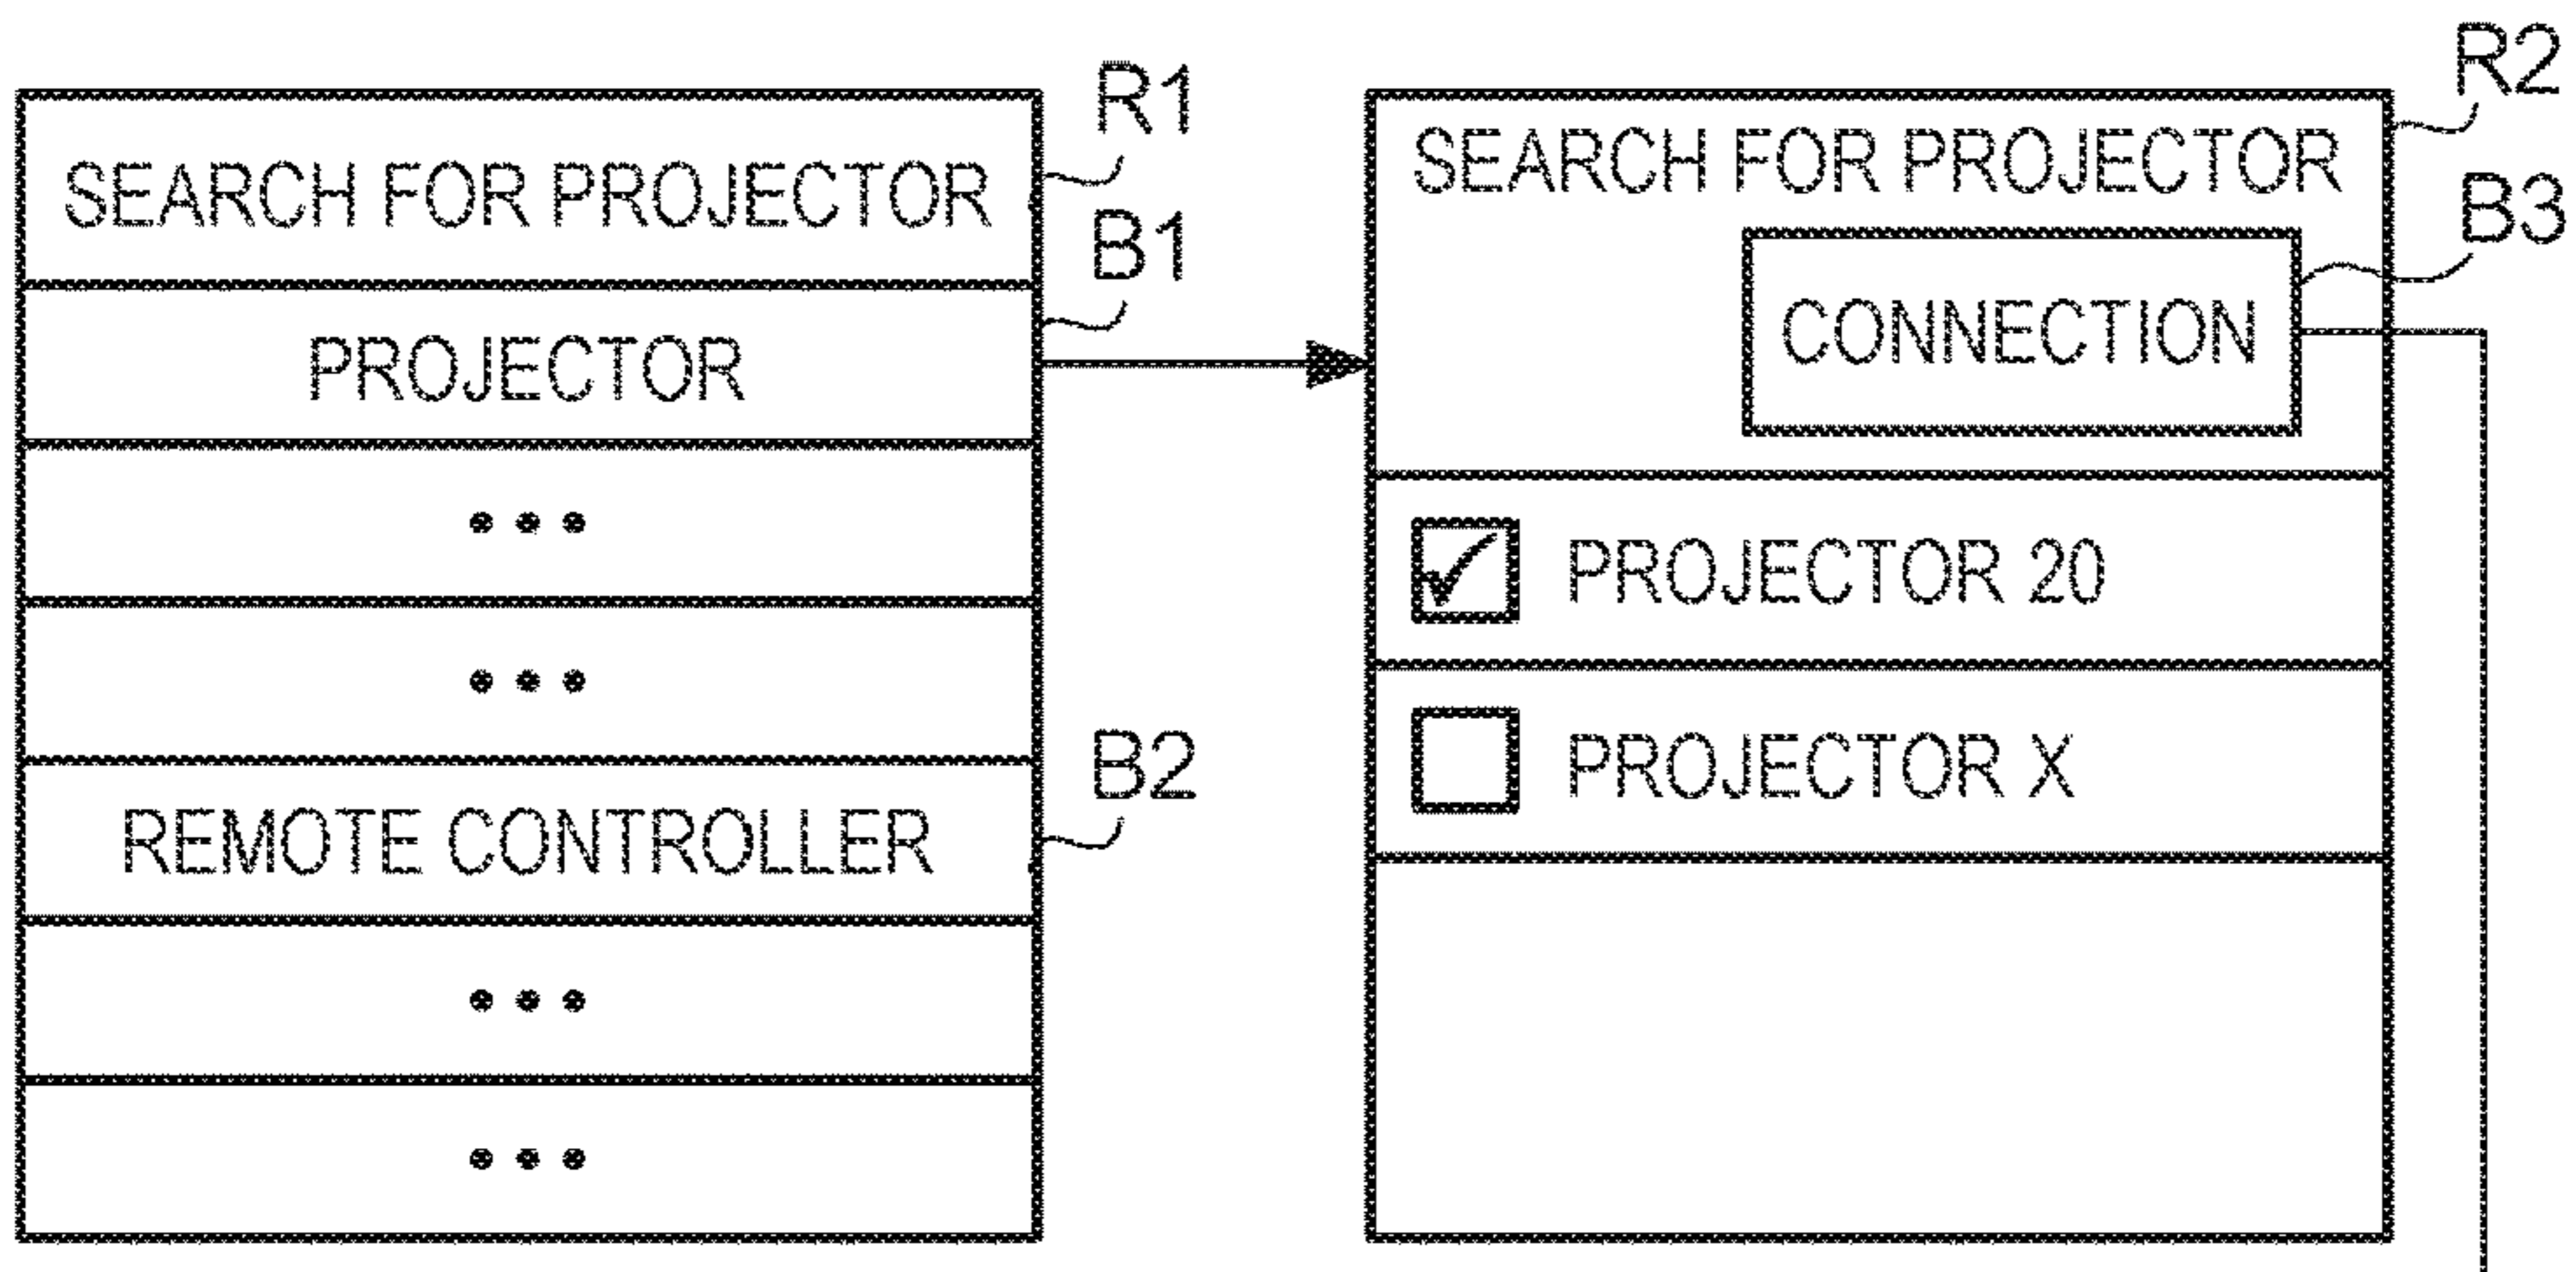 R1
SEARCH FOR PROJECTOR
B1
PROJECTOR
•••
•••
B2
REMOTE CONTROLLER
•••
•••
R2
SEARCH FOR PROJECTOR
B3
CONNECTION
PROJECTOR 20
PROJECTOR X